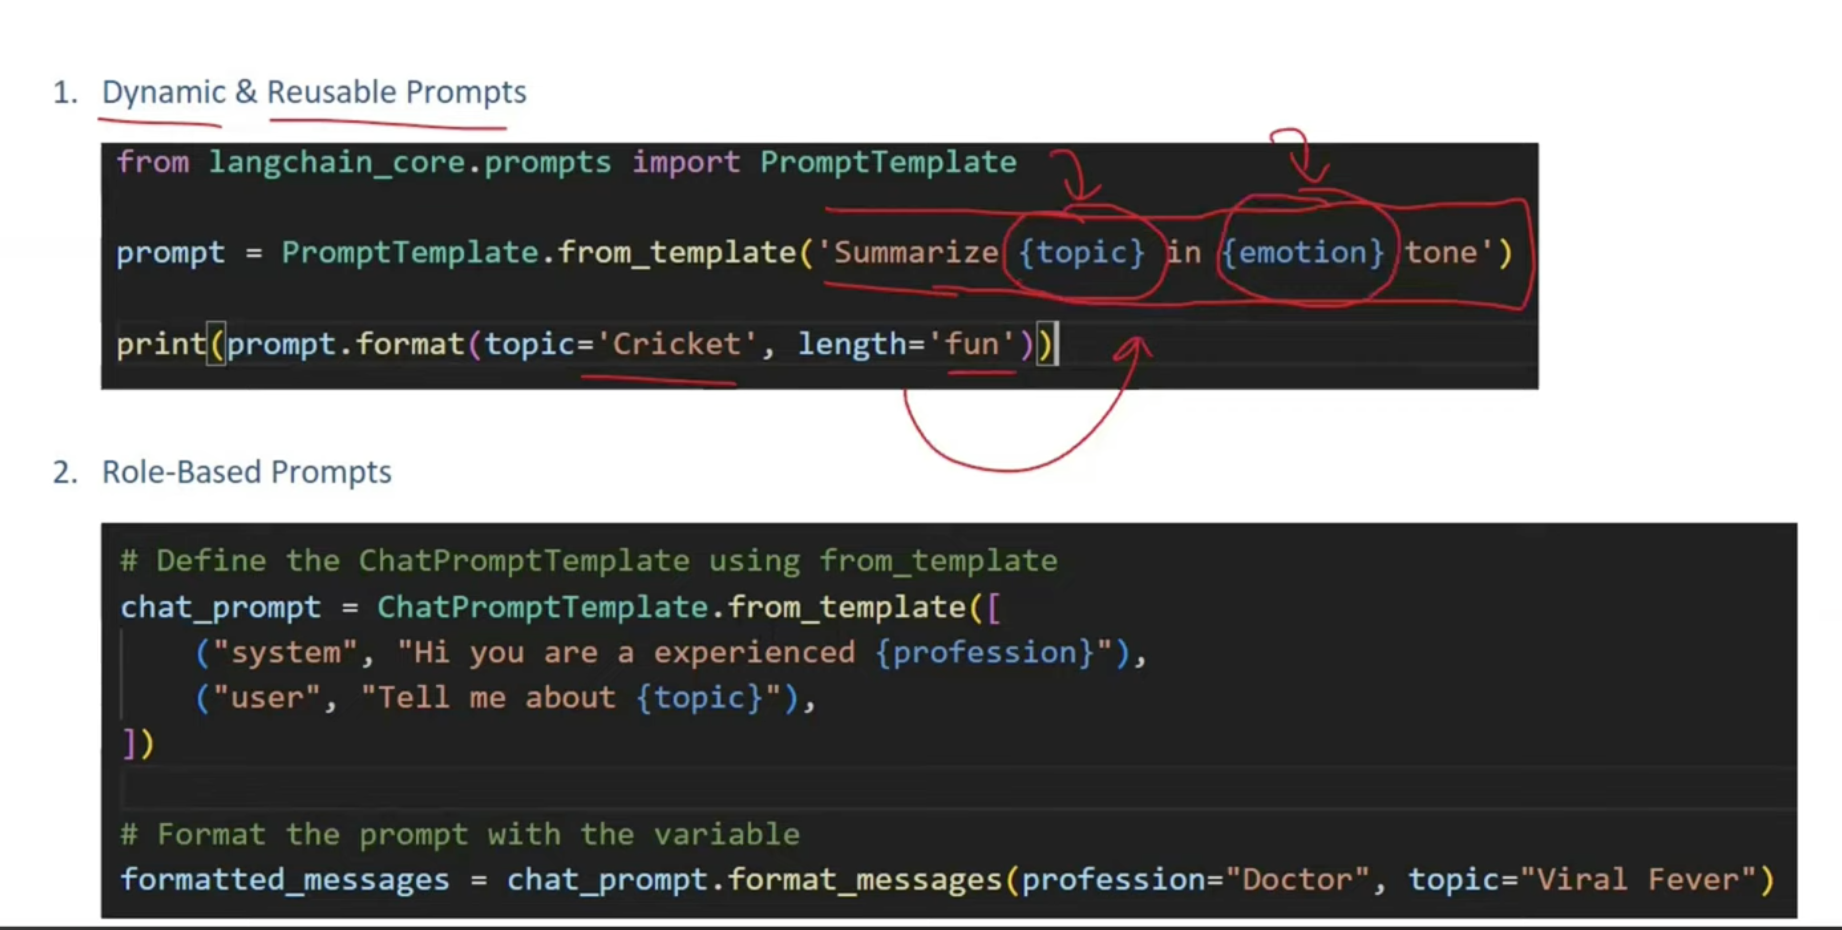 1. Dynamic & Reusable Prompts
from langchain_core.prompts import PromptTemplate
prompt = PromptTemplate.from_template('Summarize {topic} in {emotion} tone')
print(prompt.format(topic='Cricket', length='fun'))
2. Role-Based Prompts
# Define the ChatPromptTemplate using from_template
chat_prompt = ChatPromptTemplate.from_template([
("system", "Hi you are a experienced {profession}"),
("user", "Tell me about {topic}"),
])
# Format the prompt with the variable
formatted_messages = chat_prompt.format_messages(profession="Doctor", topic="Viral Fever")